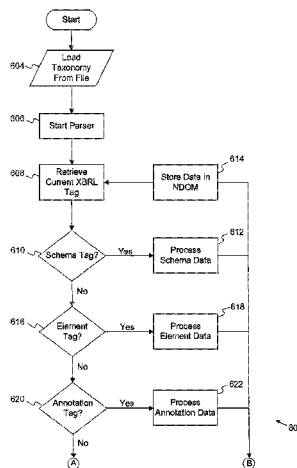 Start
604
Load
Taxonomy
From File
606
Start Parser
608
Retrieve
Current XBRL
Tag
614
Store Data in
NDOM
610
Schema Tag?
Yes
612
Process
Schema Data
No
616
Element
Tag?
Yes
618
Process
Element Data
No
620
Annotation
Tag?
Yes
622
Process
Annotation Data
No
A
B